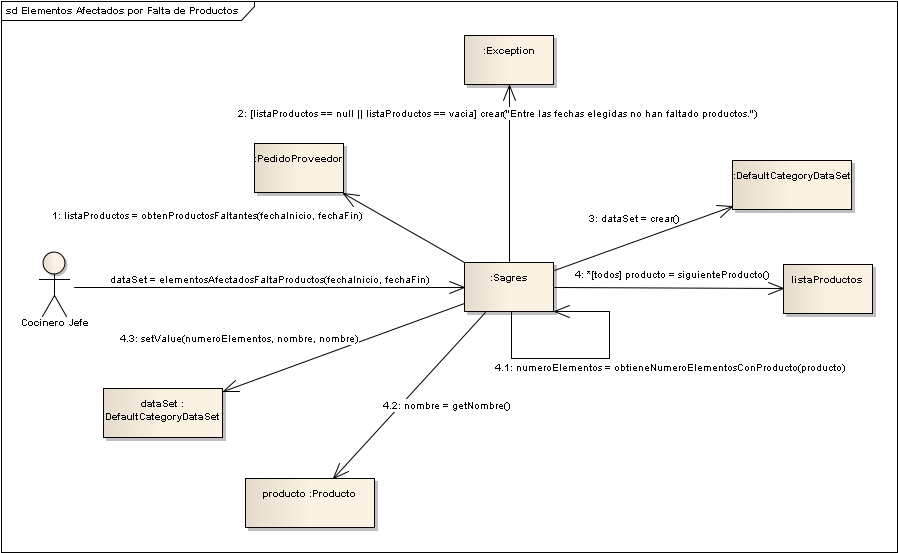 sd Elementos Afectados por Falta de Productos
:Exception
2: [listaProductos == null || listaProductos == vacia] crear("Entre las fechas elegidas no han faltado productos.")
:PedidoProveedor
:DefaultCategoryDataSet
1: listaProductos = obtenProductosFaltantes(fechaInicio, fechaFin)
3: dataSet = crear()
dataSet = elementosAfectadosFaltaProductos(fechaInicio, fechaFin)
:Sagres
4: *[todos] producto = siguienteProducto()
listaProductos
Cocinero Jefe
4.3: setValue(numeroElementos, nombre, nombre)
4.1: numeroElementos = obtieneNumeroElementosConProducto(producto)
dataSet :
DefaultCategoryDataSet
4.2: nombre = getNombre()
producto :Producto